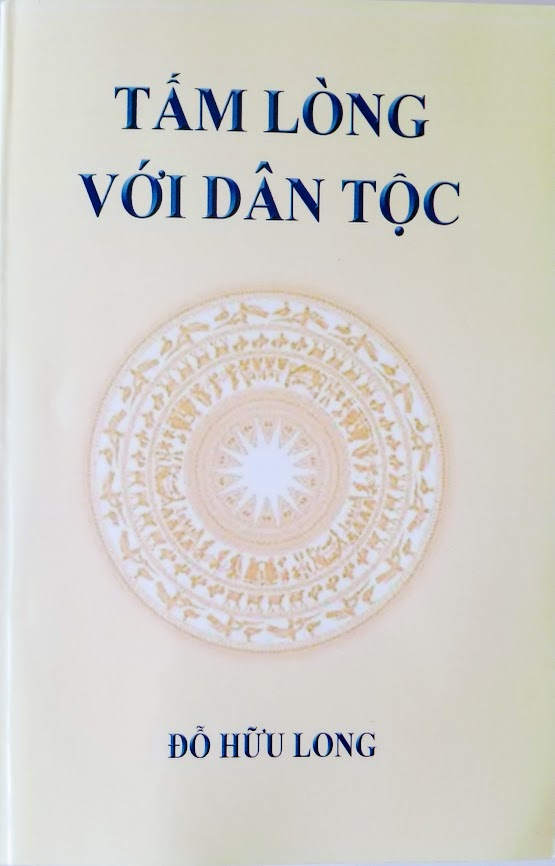 TẤM LÒNG
VỚI DÂN TỘC
ĐỖ HỮU LONG